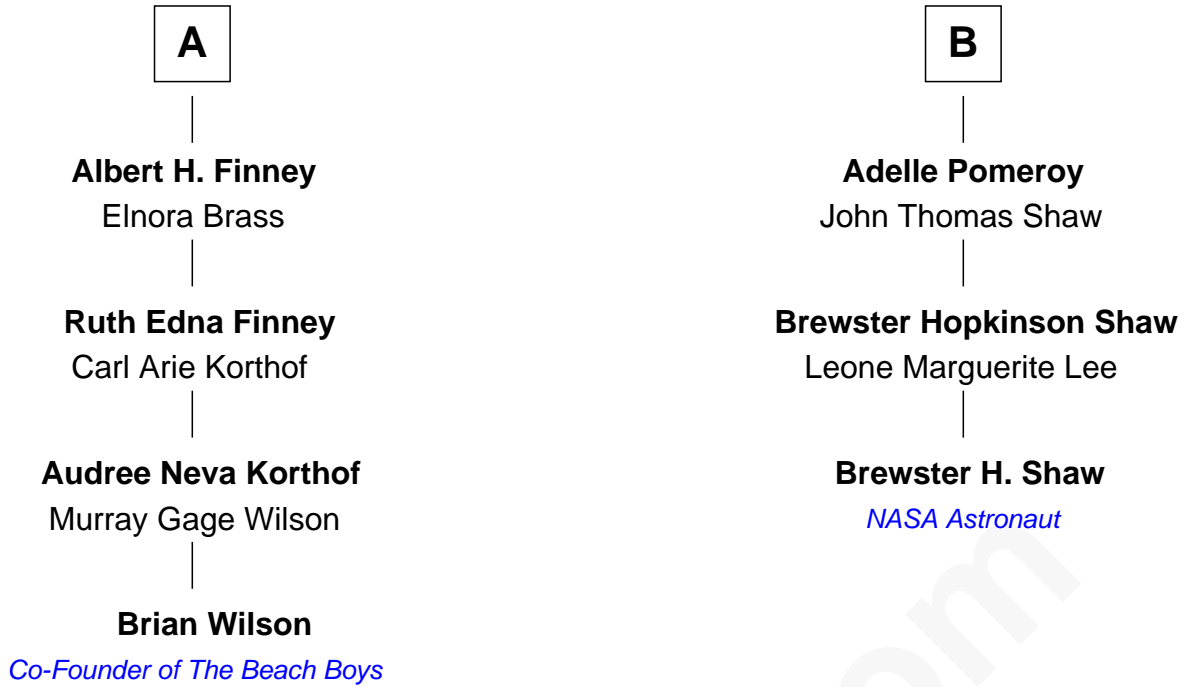 A
Albert H. Finney
Elnora Brass
Ruth Edna Finney
Carl Arie Korthof
Audree Neva Korthof
Murray Gage Wilson
Brian Wilson
Co-Founder of The Beach Boys
B
Adelle Pomeroy
John Thomas Shaw
Brewster Hopkinson Shaw
Leone Marguerite Lee
Brewster H. Shaw
NASA Astronaut
om